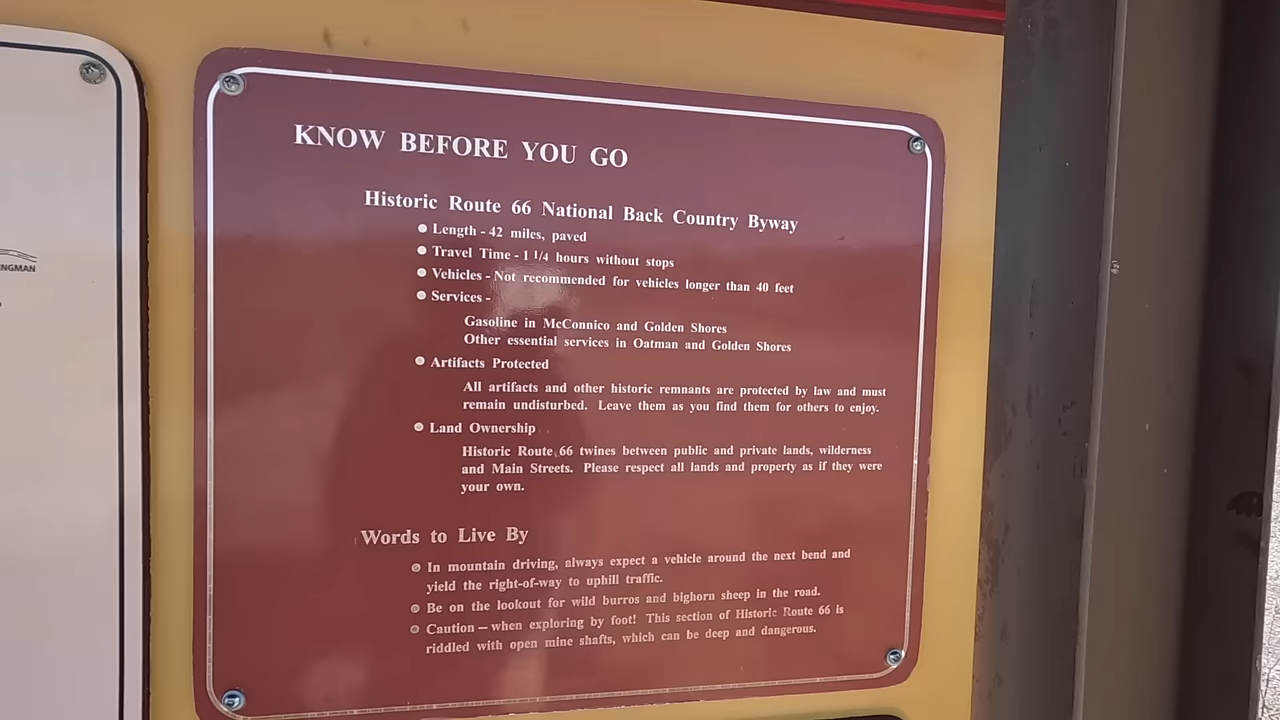 KNOW BEFORE YOU GO
Historic Route 66 National Back Country Byway
Length - 42 miles, paved
Travel Time - 1 1/4 hours without stops
Vehicles - Not recommended for vehicles longer than 40 feet
Services -
Gasoline in McConnico and Golden Shores
Other essential services in Oatman and Golden Shores
Artifacts Protected
All artifacts and other historic remnants are protected by law and must
remain undisturbed. Leave them as you find them for others to enjoy.
Land Ownership
Historic Route 66 twines between public and private lands, wilderness
and Main Streets. Please respect all lands and property as if they were
your own.
Words to Live By
In mountain driving, always expect a vehicle around the next bend and
yield the right-of-way to uphill traffic.
Be on the lookout for wild burros and bighorn sheep in the road.
Caution — when exploring by foot! This section of Historic Route 66 is
riddled with open mine shafts, which can be deep and dangerous.